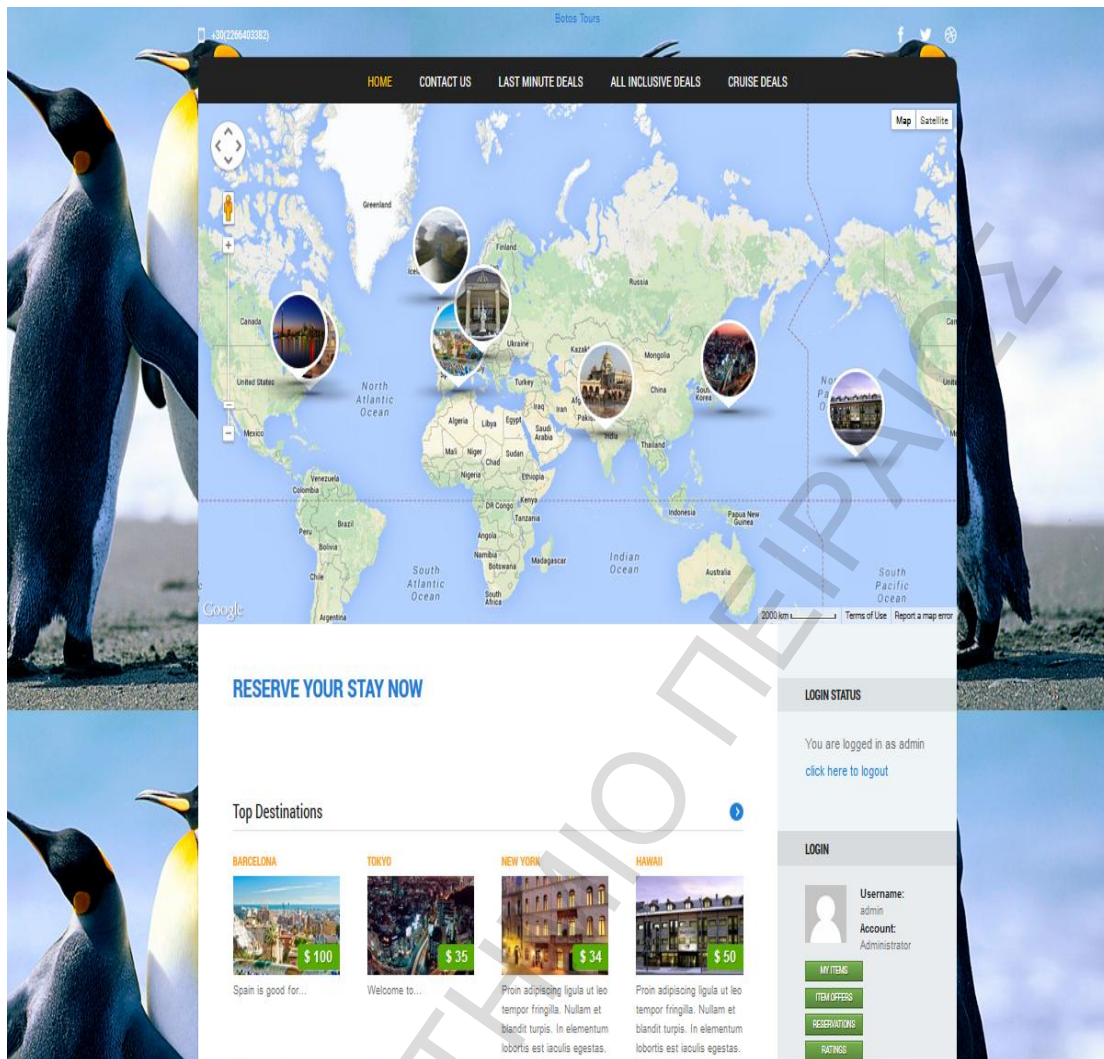 Botos Tours
+30(2266403382)
HOME CONTACT US LAST MINUTE DEALS ALL INCLUSIVE DEALS CRUISE DEALS
Map Satellite
Greenland
Finland
Russia
Canada
Ukraine
Mongolia
United States
North
Atlantic
Ocean
Turkey
China
South
Korea
Iraq
Iran
Algeria
Libya
Egypt
Saudi
Arabia
Mexico
India
Thailand
Mali
Niger
Chad
Sudan
Nigeria
Ethiopia
Venezuela
Colombia
DR Congo
Kenya
Tanzania
Indonesia
Papua New
Guinea
Peru
Brazil
Bolivia
Angola
Namibia
Botswana
Madagascar
Chile
South
Atlantic
Ocean
Indian
Ocean
Australia
South
Pacific
Ocean
South
Africa
Argentina
Google
2000 km Terms of Use Report a map error
RESERVE YOUR STAY NOW
LOGIN STATUS
You are logged in as admin
click here to logout
Top Destinations
LOGIN
BARCELONA TOKYO NEW YORK HAWAII
$ 100 $ 35 $ 34 $ 50
Spain is good for...
Welcome to...
Proin adipiscing ligula ut leo
tempor fringilla. Nullam et
blandit turpis. In elementum
lobortis est iaculis egestas.
Proin adipiscing ligula ut leo
tempor fringilla. Nullam et
blandit turpis. In elementum
lobortis est iaculis egestas.
Username:
admin
Account:
Administrator
MY ITEMS
ITEM OFFERS
RESERVATIONS
RATINGS
ΤΗΜΙΟ ΠΕΙΡΑΙΩΣ